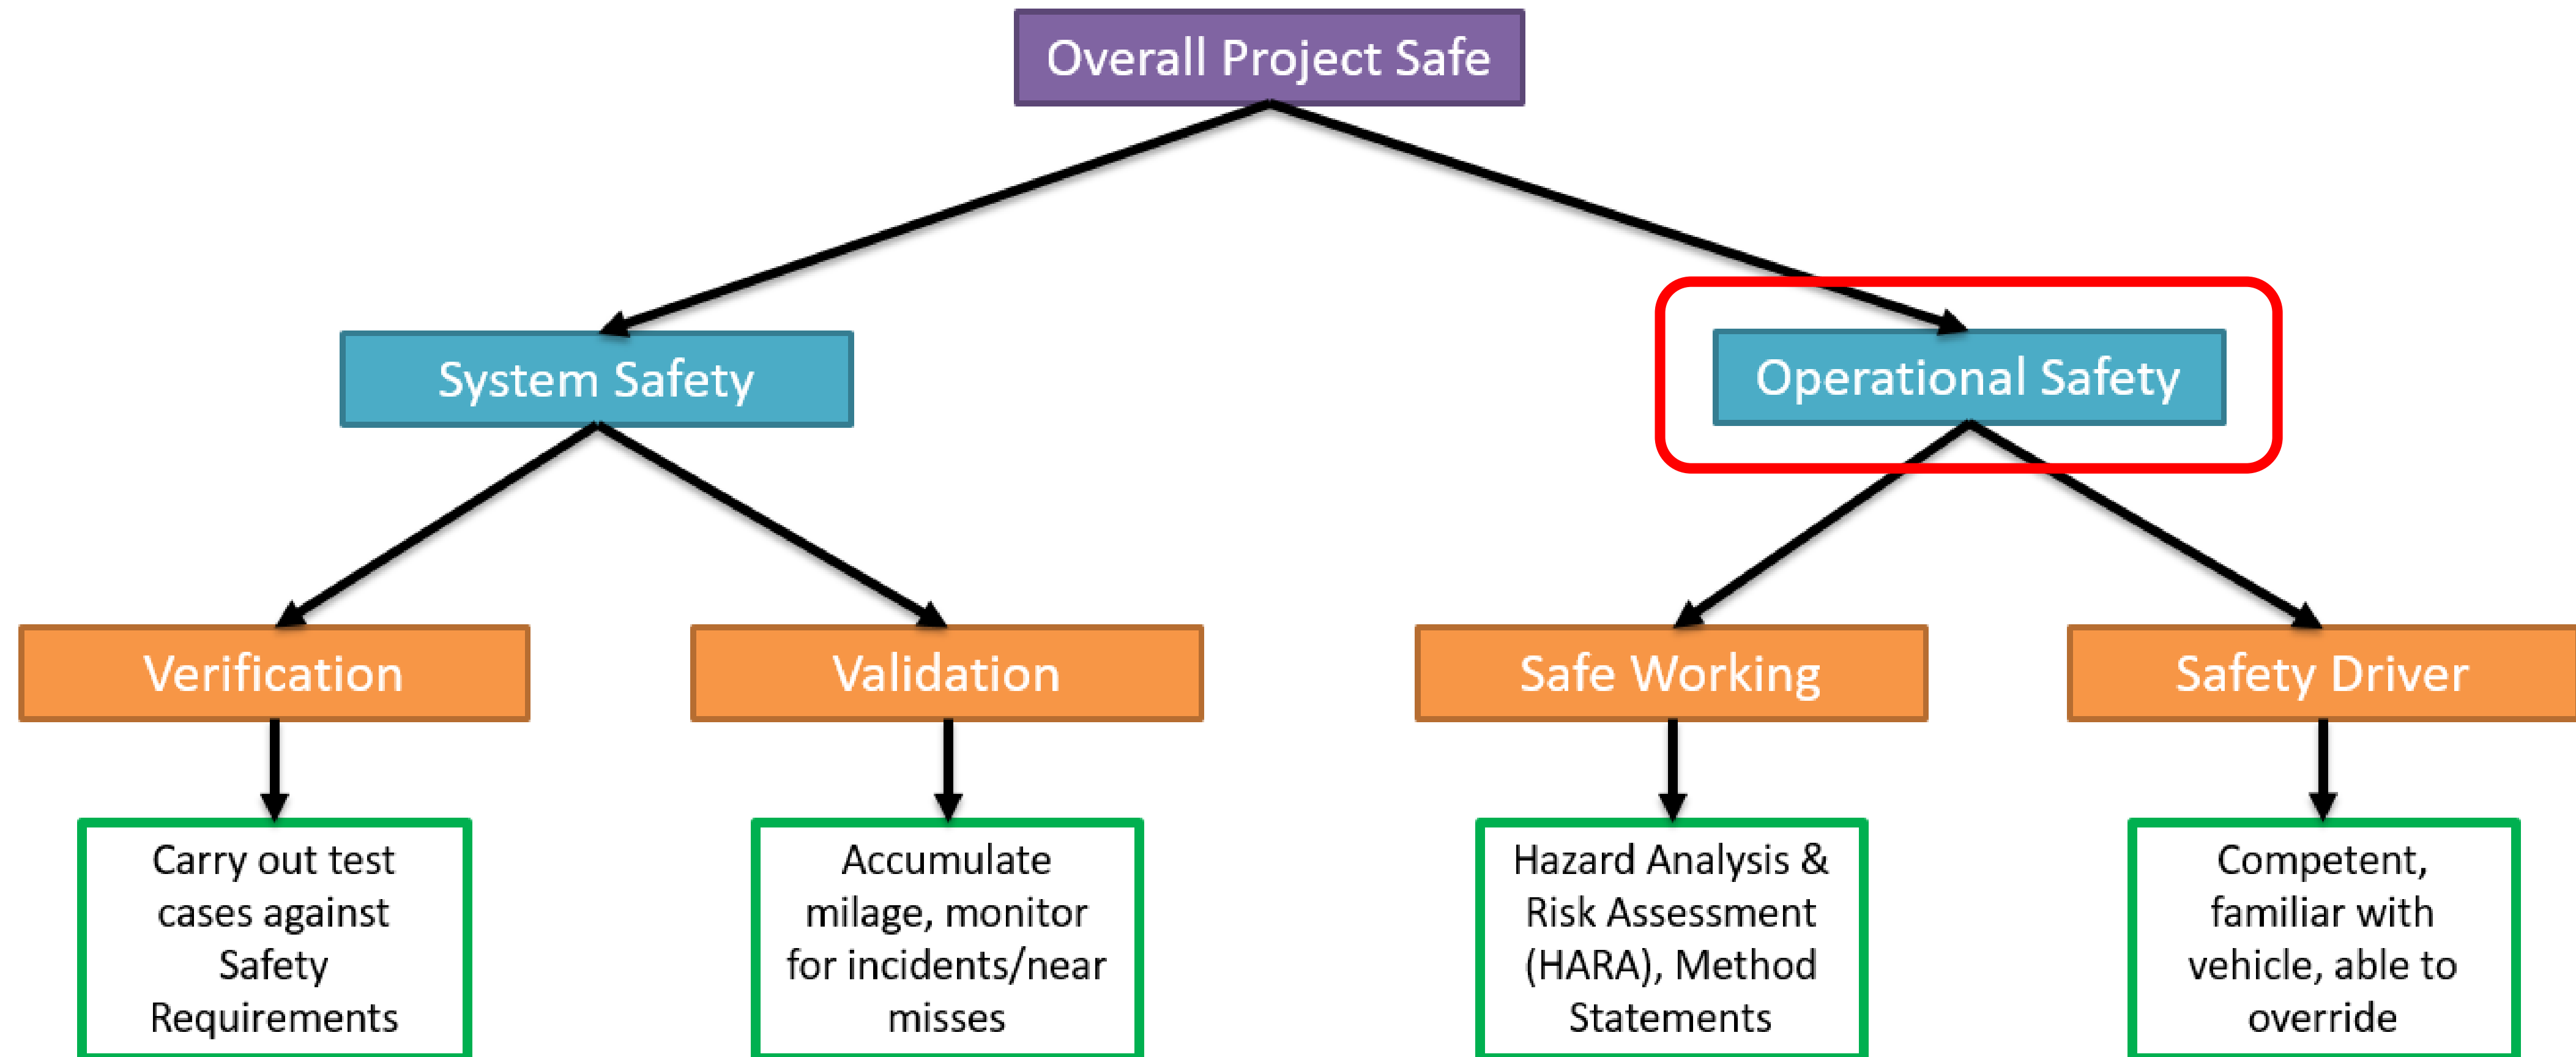 Overall Project Safe
System Safety
Operational Safety
Verification
Validation
Safe Working
Safety Driver
Carry out test
cases against
Safety
Requirements
Accumulate
milage, monitor
for incidents/near
misses
Hazard Analysis &
Risk Assessment
(HARA), Method
Statements
Competent,
familiar with
vehicle, able to
override